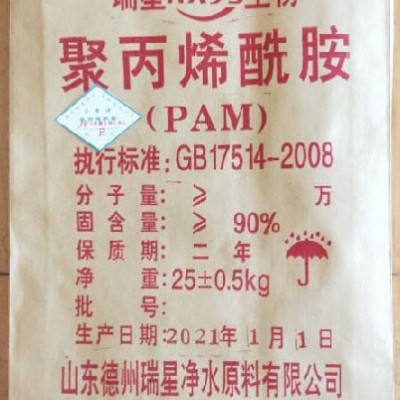 聚丙烯酰胺
(PAM)
执行标准:GB17514-2008
分子量:≥ 万
固含量:≥ 90%
保质期:二年
净重:25±0.5kg
批号:
生产日期:2021年1月1日
山东德州瑞星净水原料有限公司